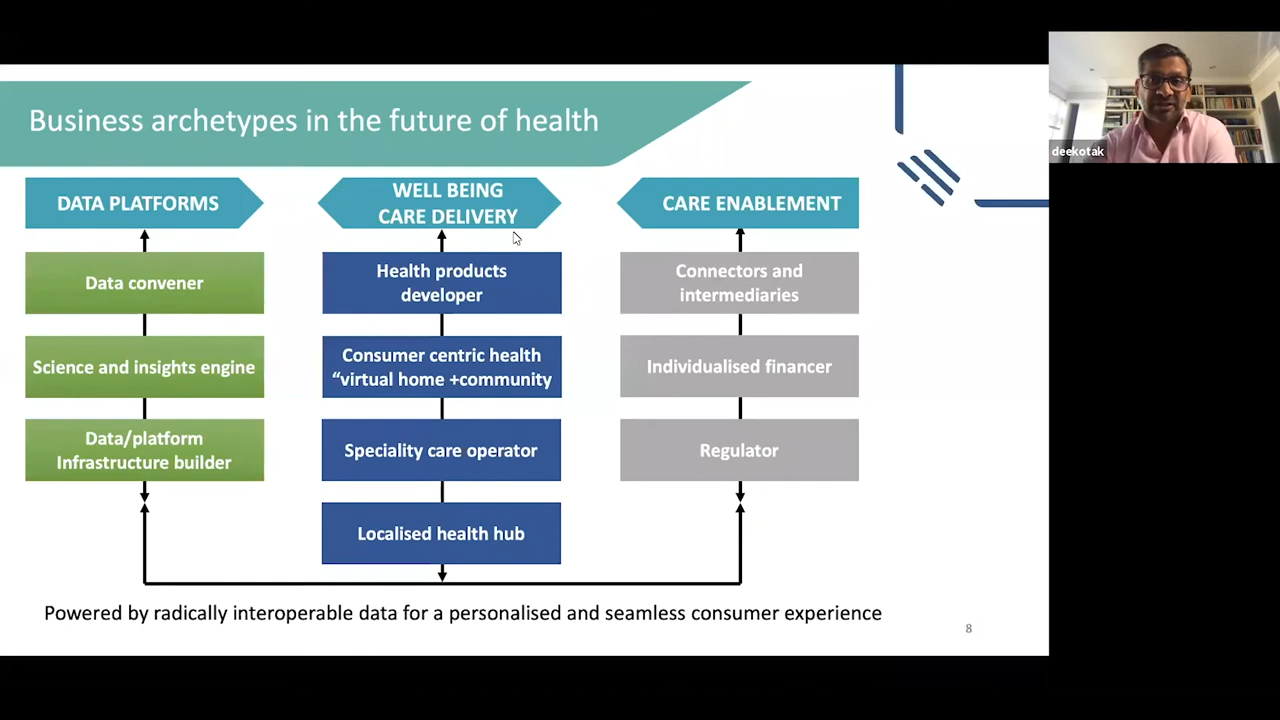 Business archetypes in the future of health
deekotak
DATA PLATFORMS
WELL BEING
CARE DELIVERY
CARE ENABLEMENT
Data convener
Health products
developer
Connectors and
intermediaries
Science and insights engine
Consumer centric health
“virtual home +community
Individualised financer
Data/platform
Infrastructure builder
Speciality care operator
Regulator
Localised health hub
Powered by radically interoperable data for a personalised and seamless consumer experience
8